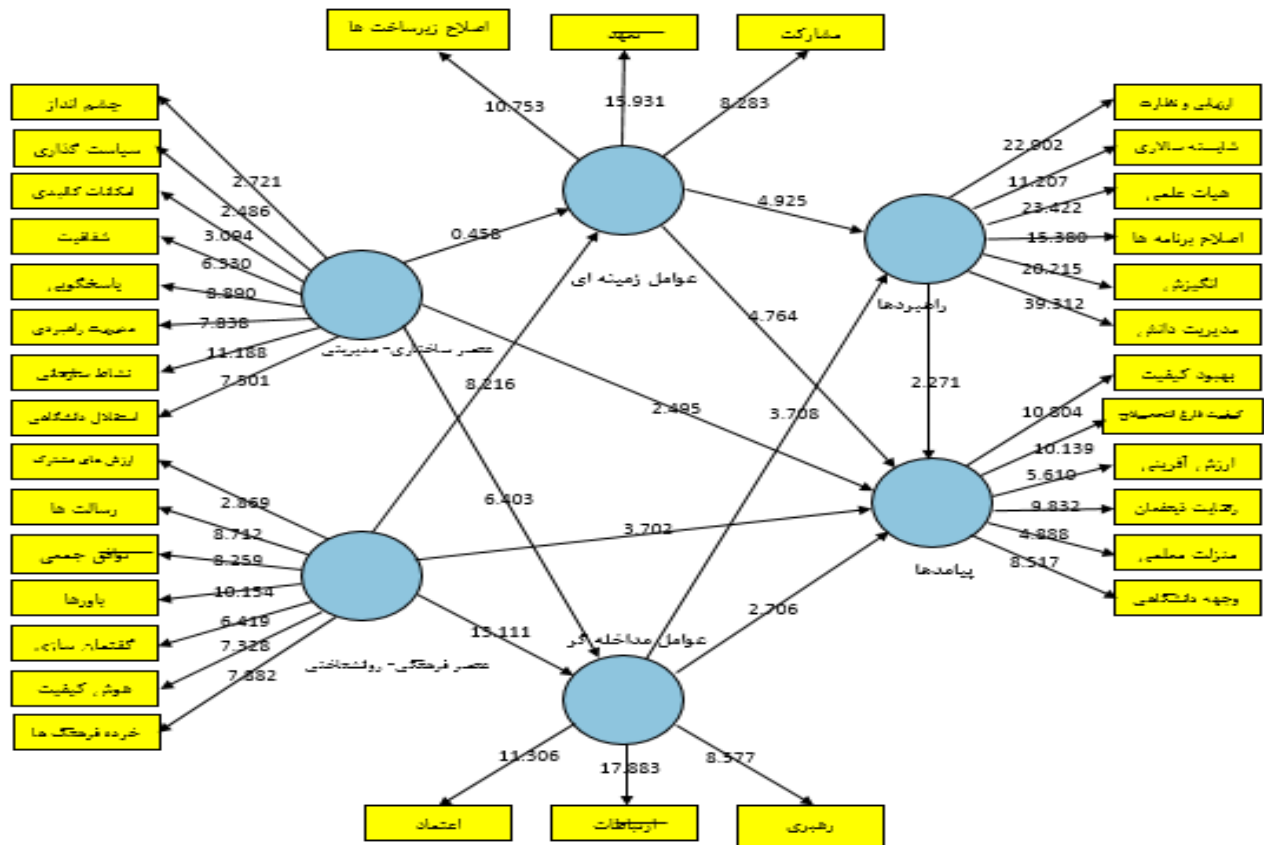 اصلاح زیرساخت ها
تعهد
مشارکت
10.753
15.931
8.283
چشم انداز
سیاست گذاری
امکانات کالبدی
شفافیت
پاسخگویی
مدیریت راهبردی
نشاط سازمانی
استقلال دانشگاهی
2.721
2.486
3.094
6.330
8.890
7.838
11.188
7.501
عنصر ساختاری- مدیریتی
0.458
عوامل زمینه ای
4.925
راهبردها
ارزیابی و نظارت
شایسته سالاری
هیات علمی
اصلاح برنامه ها
انگیزش
مدیریت دانش
22.002
11.207
23.422
15.380
20.215
39.312
4.764
8.216
2.495
3.708
2.271
6.403
3.702
ارزش های مشترک
رسالت ها
توافق جمعی
باورها
گفتمان سازی
هوش کیفیت
خرده فرهنگ ها
2.869
8.712
8.259
10.154
6.419
7.328
7.882
عنصر فرهنگی- روانشناختی
15.111
عوامل مداخله گر
2.706
پیامدها
بهبود کیفیت
کیفیت فارغ التحصیلان
ارزش آفرینی
رضایت ذینفعان
منزلت معلمی
وجهه دانشگاهی
10.804
10.139
5.610
9.832
4.888
8.517
11.306
17.883
8.577
اعتماد
ارتباطات
رهبری